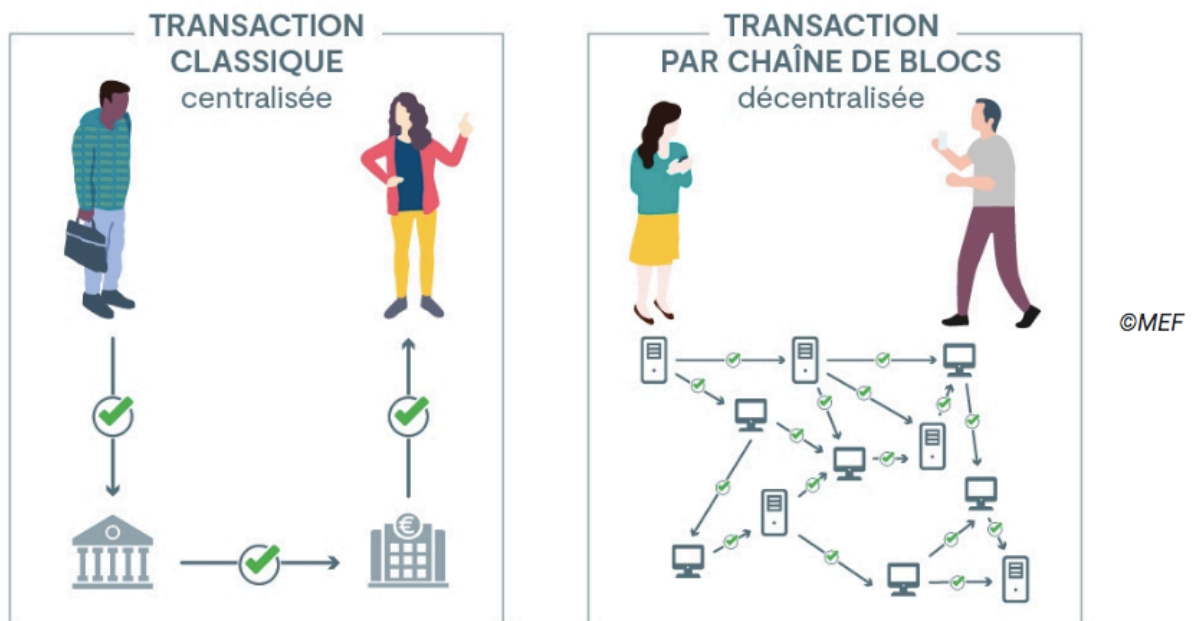 TRANSACTION
CLASSIQUE
centralisée
TRANSACTION
PAR CHAÎNE DE BLOCS
décentralisée
€
©MEF